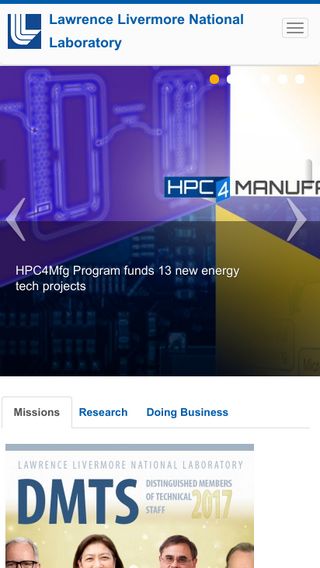 Lawrence Livermore National
Laboratory
HPC4MANUFA
HPC4Mfg Program funds 13 new energy
tech projects
Missions
Research
Doing Business
LAWRENCE LIVERMORE NATIONAL LABORATORY
DMTS
DISTINGUISHED MEMBERS
OF TECHNICAL
STAFF 2017